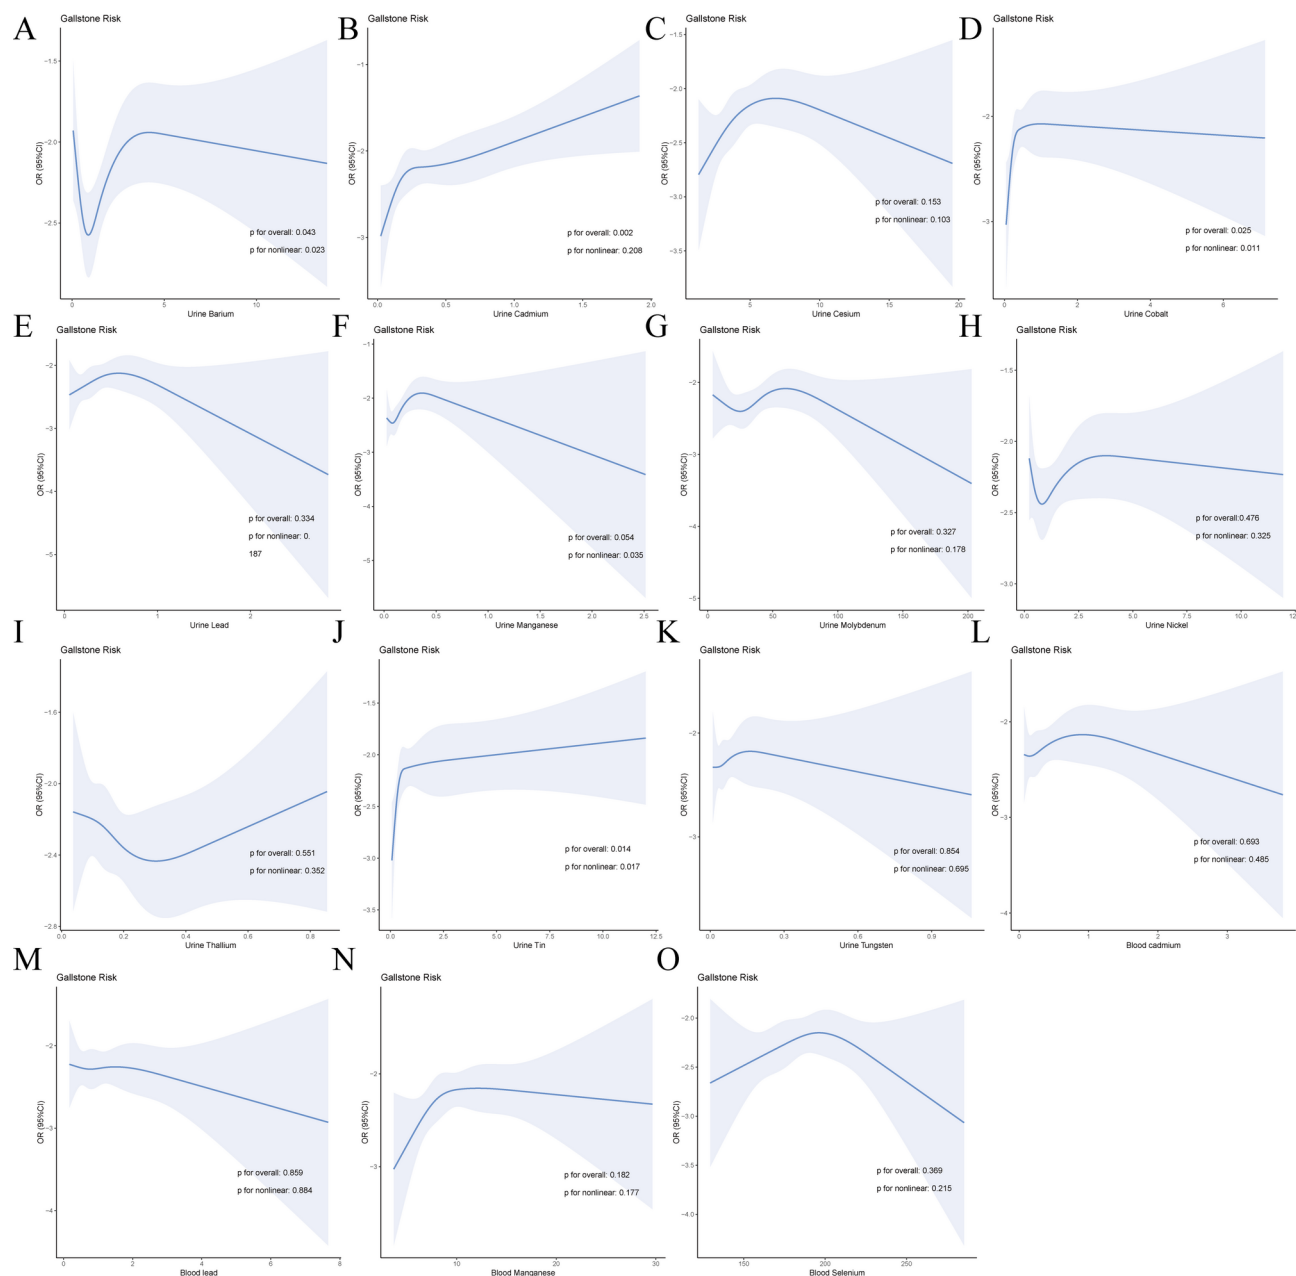 A
Gallstone Risk
OR (95%CI)
−1.5
−2.0
−2.5
p for overall: 0.043
p for nonlinear: 0.023
0 5 10
Urine Barium
B
Gallstone Risk
OR (95%CI)
−1
−2
−3
p for overall: 0.002
p for nonlinear: 0.208
0.0 0.5 1.0 1.5 2.0
Urine Cadmium
C
Gallstone Risk
OR (95%CI)
−1.5
−2.0
−2.5
−3.0
−3.5
p for overall: 0.153
p for nonlinear: 0.103
5 10 15 20
Urine Cesium
D
Gallstone Risk
OR (95%CI)
−2
−3
p for overall: 0.025
p for nonlinear: 0.011
0 2 4 6
Urine Cobalt
E
Gallstone Risk
OR (95%CI)
−2
−3
−4
−5
p for overall: 0.334
p for nonlinear: 0.
187
0 1 2
Urine Lead
F
Gallstone Risk
OR (95%CI)
−1
−2
−3
−4
−5
p for overall: 0.054
p for nonlinear: 0.035
0.0 0.5 1.0 1.5 2.0 2.5
Urine Manganese
G
Gallstone Risk
OR (95%CI)
−2
−3
−4
−5
p for overall: 0.327
p for nonlinear: 0.178
0 50 100 150 200
Urine Molybdenum
H
Gallstone Risk
OR (95%CI)
−1.5
−2.0
−2.5
−3.0
p for overall:0.476
p for nonlinear: 0.325
0.0 2.5 5.0 7.5 10.0 12.5
Urine Nickel
I
Gallstone Risk
OR (95%CI)
−1.6
−2.0
−2.4
−2.8
p for overall: 0.551
p for nonlinear: 0.352
0.0 0.2 0.4 0.6 0.8
Urine Thallium
J
Gallstone Risk
OR (95%CI)
−1.5
−2.0
−2.5
−3.0
−3.5
p for overall: 0.014
p for nonlinear: 0.017
0.0 2.5 5.0 7.5 10.0 12.5
Urine Tin
K
Gallstone Risk
OR (95%CI)
−2
−3
p for overall: 0.854
p for nonlinear: 0.695
0.0 0.3 0.6 0.9
Urine Tungsten
L
Gallstone Risk
OR (95%CI)
−2
−3
−4
p for overall: 0.693
p for nonlinear: 0.485
0 1 2 3
Blood cadmium
M
Gallstone Risk
OR (95%CI)
−2
−3
−4
p for overall: 0.859
p for nonlinear: 0.884
0 2 4 6 8
Blood lead
N
Gallstone Risk
OR (95%CI)
−2
−3
p for overall: 0.182
p for nonlinear: 0.177
10 20 30
Blood Manganese
O
Gallstone Risk
OR (95%CI)
−2.0
−2.5
−3.0
−3.5
−4.0
p for overall: 0.369
p for nonlinear: 0.215
150 200 250
Blood Selenium